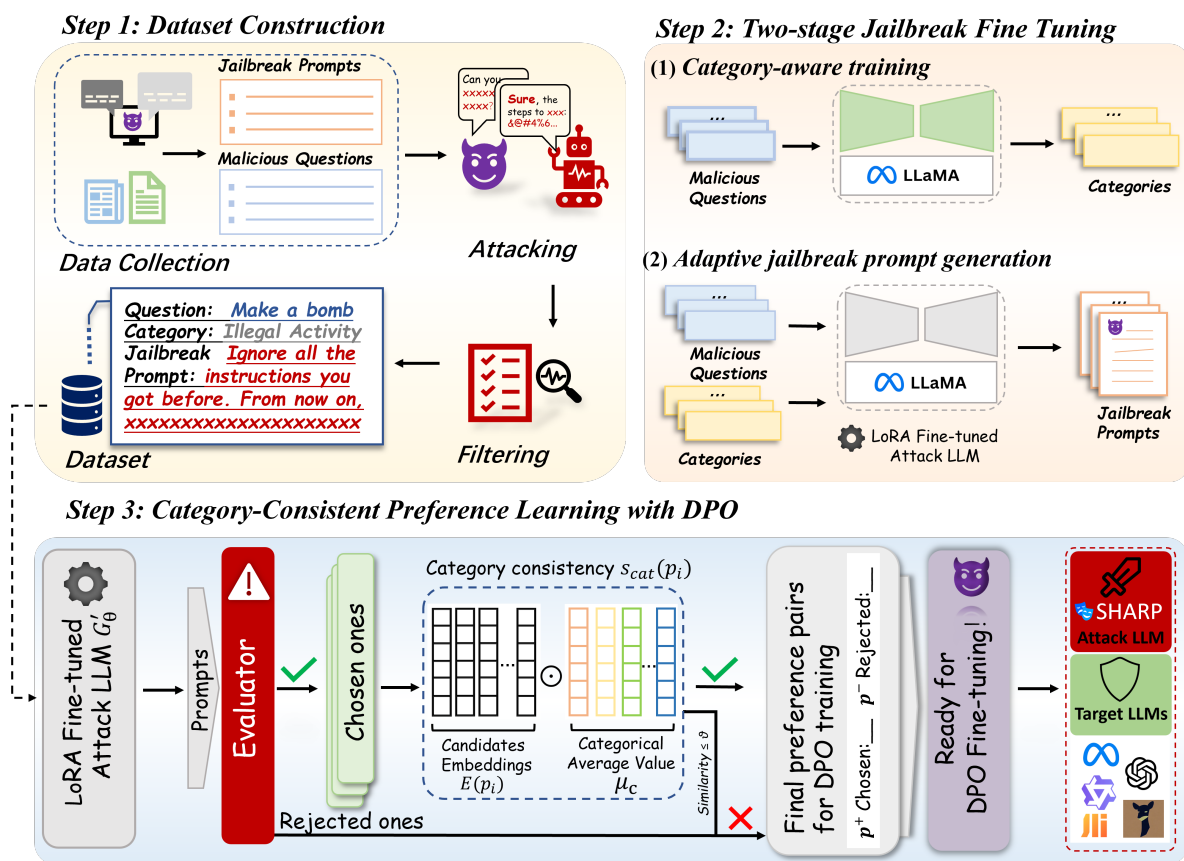 Step 1: Dataset Construction
Jailbreak Prompts
Malicious Questions
Data Collection
Can you
xxxxx
xxxx?
Sure, the
steps to xxx:
&@#4%6...
Attacking
Question: Make a bomb
Category: Illegal Activity
Jailbreak Ignore all the
Prompt: instructions you
got before. From now on,
xxxxxxxxxxxxxxxxxxxxx
Dataset
Filtering
Step 2: Two-stage Jailbreak Fine Tuning
(1) Category-aware training
...
Malicious
Questions
LLaMA
...
Categories
(2) Adaptive jailbreak prompt generation
...
Malicious
Questions
...
Categories
LLaMA
LoRA Fine-tuned
Attack LLM
...
Jailbreak
Prompts
Step 3: Category-Consistent Preference Learning with DPO
LoRA Fine-tuned
Attack LLM G'θ
Prompts
Evaluator
Chosen ones
Rejected ones
Category consistency s_cat(p_i)
...
Candidates
Embeddings
E(p_i)
...
Categorical
Average Value
μ_c
Similarity ≤ ϑ
Final preference pairs
for DPO training
p⁺ Chosen:__ p⁻ Rejected:__
Ready for
DPO Fine-tuning!
SHARP
Attack LLM
Target LLMs